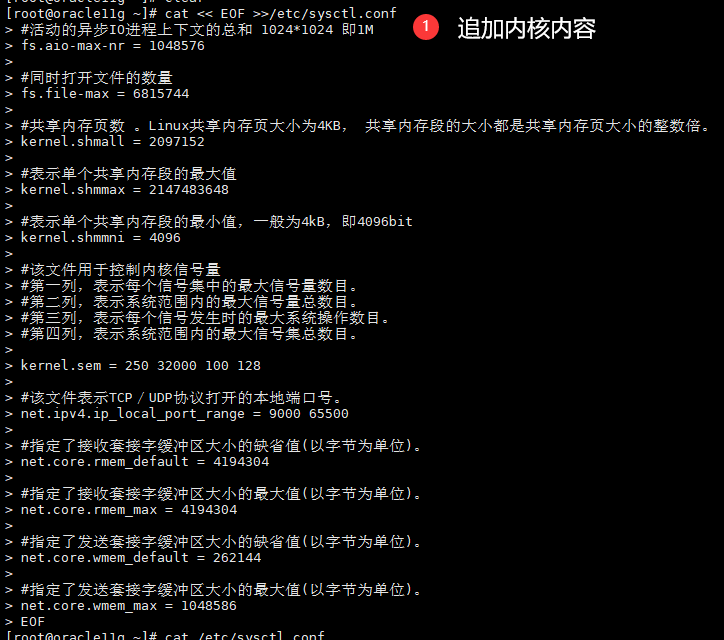 [root@oracle11g ~]# clear
[root@oracle11g ~]# cat << EOF >>/etc/sysctl.conf
1 追加内核内容
> #活动的异步IO进程上下文的总和 1024*1024 即1M
> fs.aio-max-nr = 1048576
>
> #同时打开文件的数量
> fs.file-max = 6815744
>
> #共享内存页数 。Linux共享内存页大小为4KB， 共享内存段的大小都是共享内存页大小的整数倍。
> kernel.shmall = 2097152
>
> #表示单个共享内存段的最大值
> kernel.shmmax = 2147483648
>
> #表示单个共享内存段的最小值，一般为4kB，即4096bit
> kernel.shmmni = 4096
>
> #该文件用于控制内核信号量
> #第一列，表示每个信号集中的最大信号量数目。
> #第二列，表示系统范围内的最大信号量总数目。
> #第三列，表示每个信号发生时的最大系统操作数目。
> #第四列，表示系统范围内的最大信号集总数目。
>
> kernel.sem = 250 32000 100 128
>
> #该文件表示TCP／UDP协议打开的本地端口号。
> net.ipv4.ip_local_port_range = 9000 65500
>
> #指定了接收套接字缓冲区大小的缺省值(以字节为单位)。
> net.core.rmem_default = 4194304
>
> #指定了接收套接字缓冲区大小的最大值(以字节为单位)。
> net.core.rmem_max = 4194304
>
> #指定了发送套接字缓冲区大小的缺省值(以字节为单位)。
> net.core.wmem_default = 262144
>
> #指定了发送套接字缓冲区大小的最大值(以字节为单位)。
> net.core.wmem_max = 1048586
> EOF
[root@oracle11g ~]# cat /etc/sysctl.conf